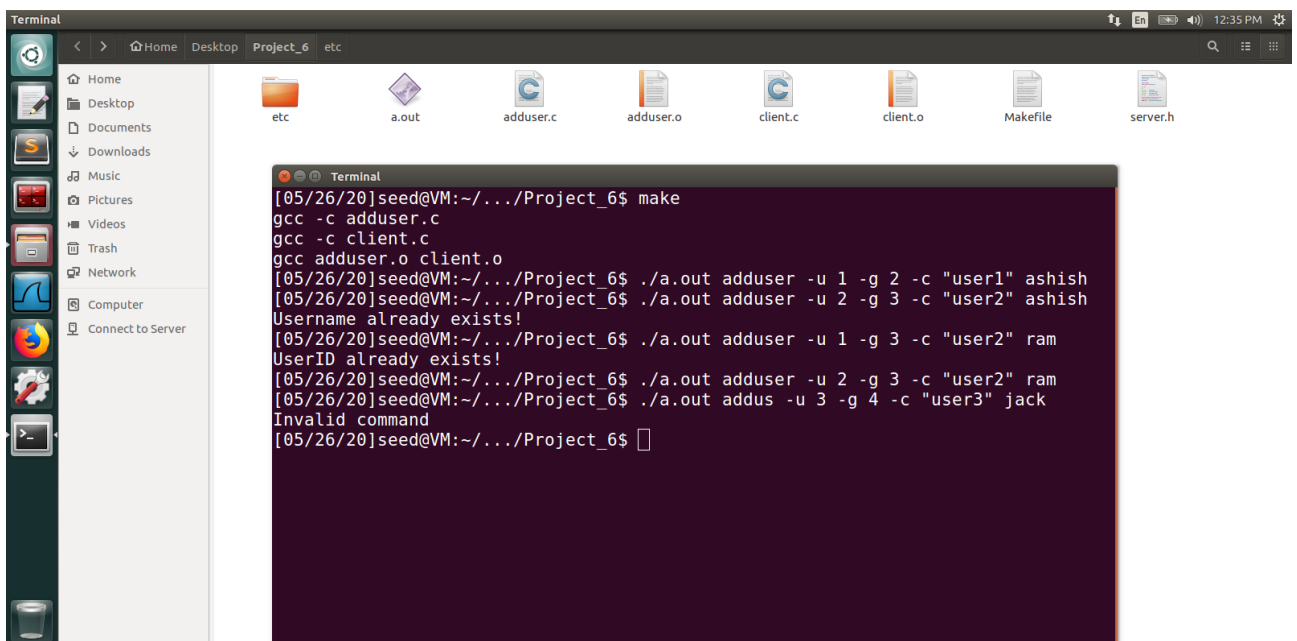 Terminal En 12:35 PM
Home Desktop Project_6 etc
Home
Desktop
Documents
Downloads
Music
Pictures
Videos
Trash
Network
Computer
Connect to Server
etc a.out adduser.c adduser.o client.c client.o Makefile server.h
Terminal
[05/26/20]seed@VM:~/.../Project_6$ make
gcc -c adduser.c
gcc -c client.c
gcc adduser.o client.o
[05/26/20]seed@VM:~/.../Project_6$ ./a.out adduser -u 1 -g 2 -c "user1" ashish
[05/26/20]seed@VM:~/.../Project_6$ ./a.out adduser -u 2 -g 3 -c "user2" ashish
Username already exists!
[05/26/20]seed@VM:~/.../Project_6$ ./a.out adduser -u 1 -g 3 -c "user2" ram
UserID already exists!
[05/26/20]seed@VM:~/.../Project_6$ ./a.out adduser -u 2 -g 3 -c "user2" ram
[05/26/20]seed@VM:~/.../Project_6$ ./a.out addus -u 3 -g 4 -c "user3" jack
Invalid command
[05/26/20]seed@VM:~/.../Project_6$